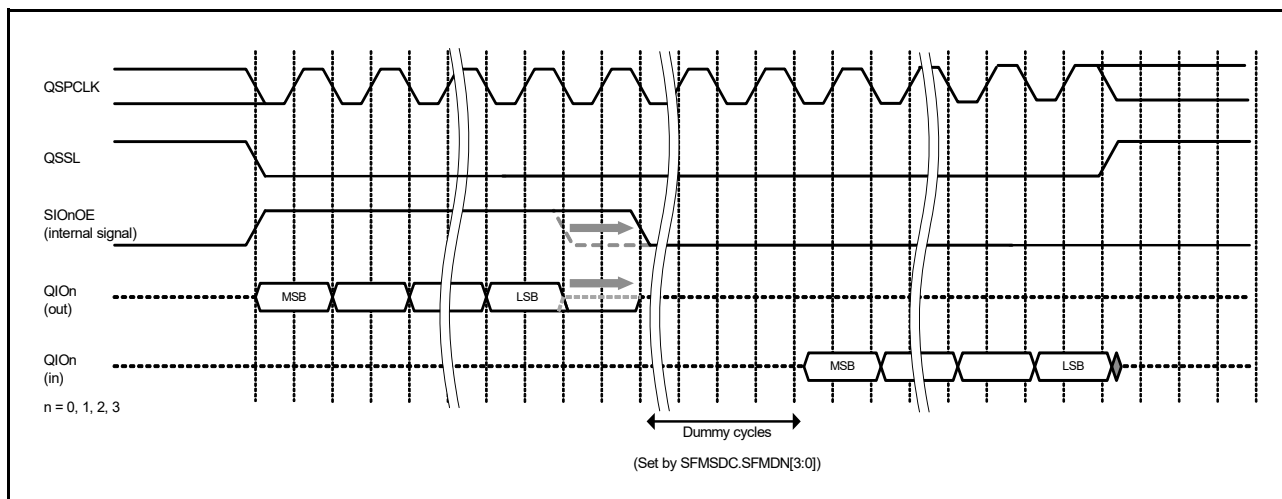 QSPCLK
QSSL
SIOnOE
(internal signal)
QIOn
(out)
MSB
LSB
QIOn
(in)
MSB
LSB
n = 0, 1, 2, 3
Dummy cycles
(Set by SFMSDC.SFMDN[3:0])